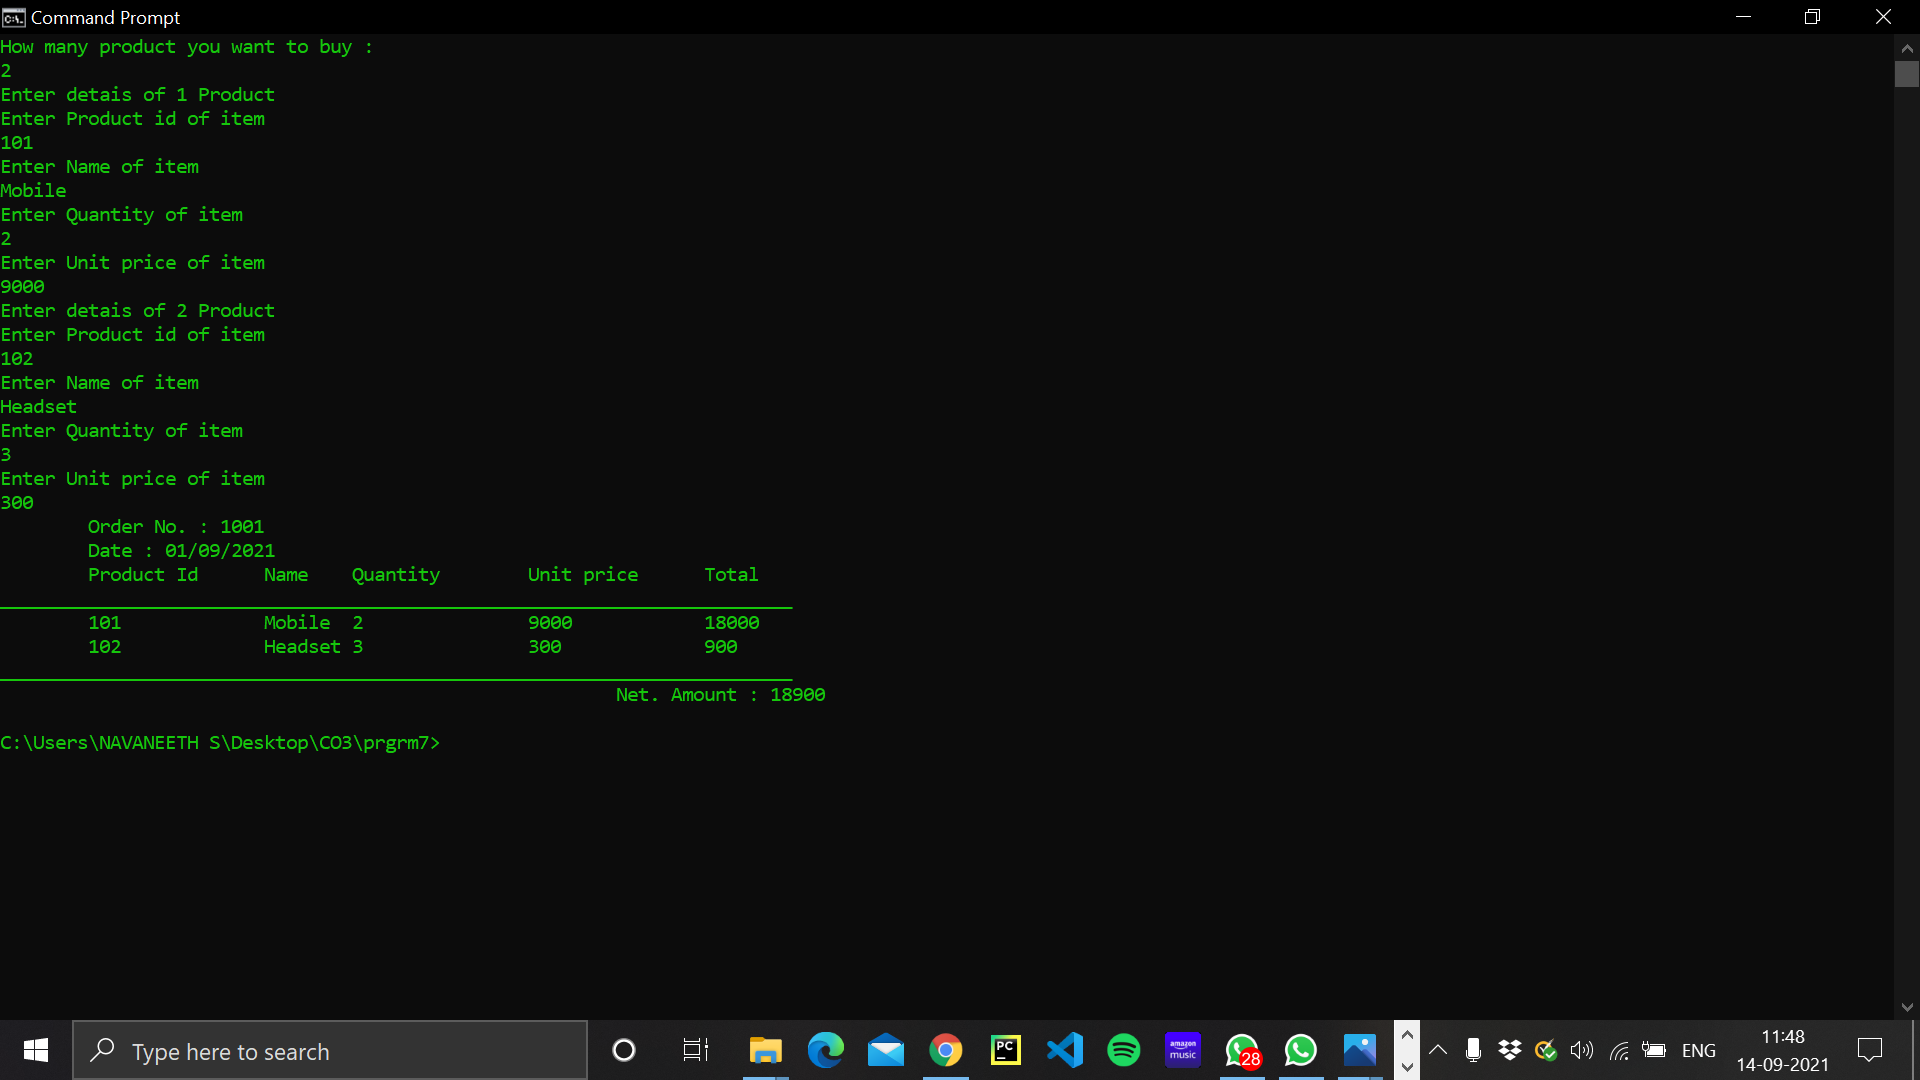 Command Prompt
How many product you want to buy :
2
Enter detais of 1 Product
Enter Product id of item
101
Enter Name of item
Mobile
Enter Quantity of item
2
Enter Unit price of item
9000
Enter detais of 2 Product
Enter Product id of item
102
Enter Name of item
Headset
Enter Quantity of item
3
Enter Unit price of item
300
Order No. : 1001
Date : 01/09/2021
Product Id Name Quantity Unit price Total
101 Mobile 2 9000 18000
102 Headset 3 300 900
Net. Amount : 18900
C:\Users\NAVANEETH S\Desktop\CO3\prgrm7>
Type here to search
PC
amazon music
28
ENG
11:48
14-09-2021